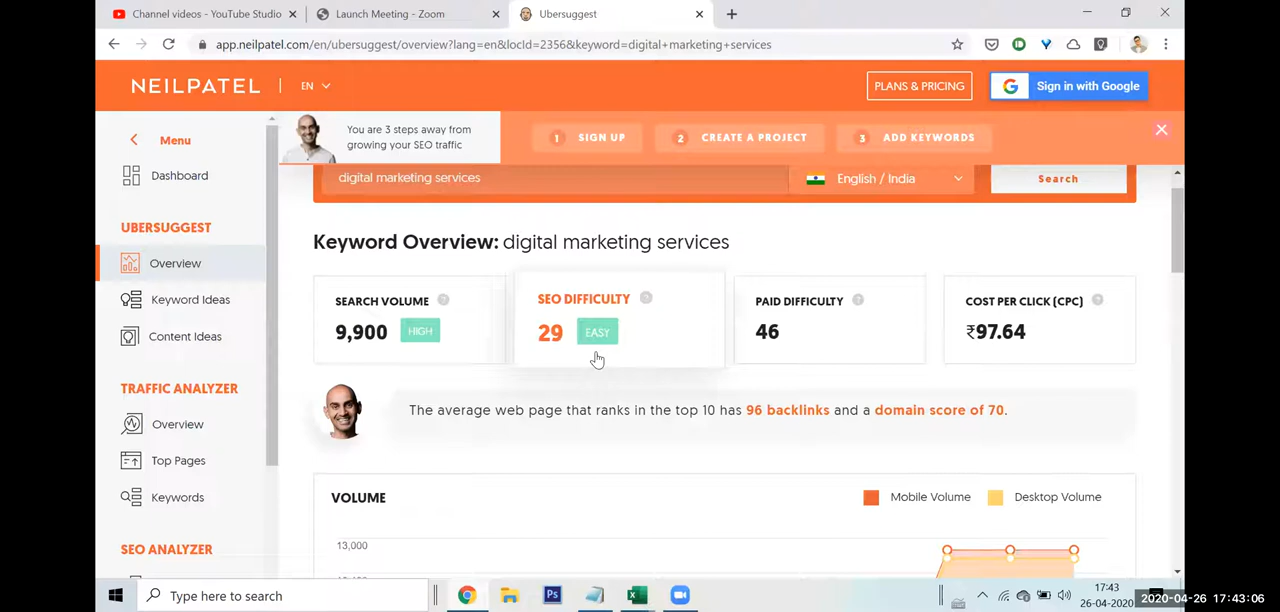 Channel videos - YouTube Studio
Launch Meeting - Zoom
Ubersuggest
app.neilpatel.com/en/ubersuggest/overview?lang=en&locId=2356&keyword=digital+marketing+services
NEILPATEL
EN
PLANS & PRICING
Sign in with Google
Menu
Dashboard
UBERSUGGEST
Overview
Keyword Ideas
Content Ideas
TRAFFIC ANALYZER
Overview
Top Pages
Keywords
SEO ANALYZER
You are 3 steps away from
growing your SEO traffic
1 SIGN UP
2 CREATE A PROJECT
3 ADD KEYWORDS
digital marketing services
English / India
Search
Keyword Overview: digital marketing services
SEARCH VOLUME ?
9,900 HIGH
SEO DIFFICULTY ?
29 EASY
PAID DIFFICULTY ?
46
COST PER CLICK (CPC) ?
₹97.64
The average web page that ranks in the top 10 has 96 backlinks and a domain score of 70.
VOLUME
Mobile Volume
Desktop Volume
13,000
Type here to search
Ps
17:43
26-04-2020
2020-04-26 17:43:06